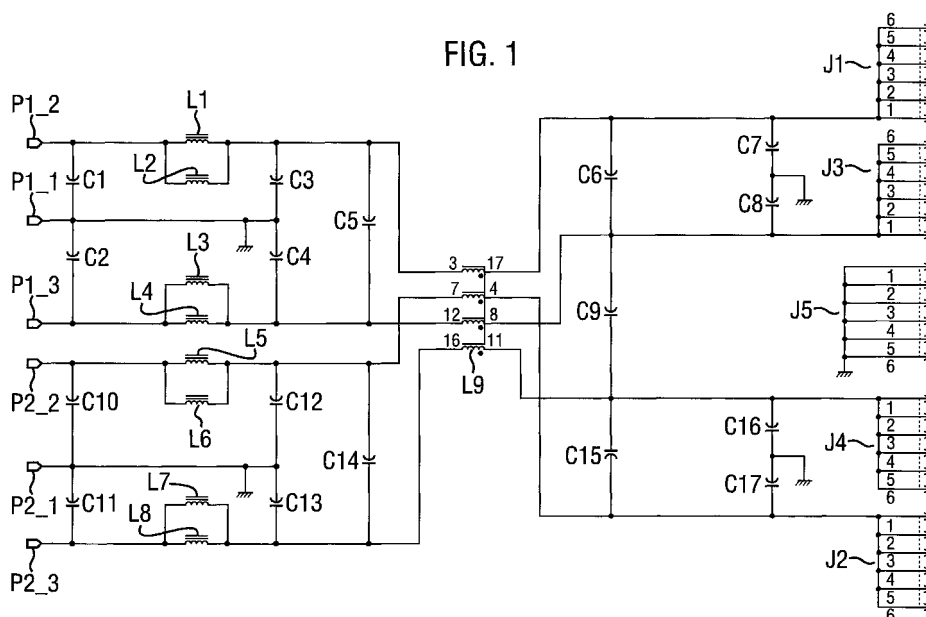 FIG. 1
P1_2
L1
L2
C1
C3
P1_1
C5
C2
C4
L3
P1_3
L4
L5
P2_2
C10
C12
L6
C14
P2_1
C11
L7
C13
L8
P2_3
3 17
7 4
12 8
16 11
L9
C6
C7
C8
C9
C16
C15
C17
J1
6
5
4
3
2
1
J3
6
5
4
3
2
1
J5
1
2
3
4
5
6
J4
1
2
3
4
5
6
J2
1
2
3
4
5
6